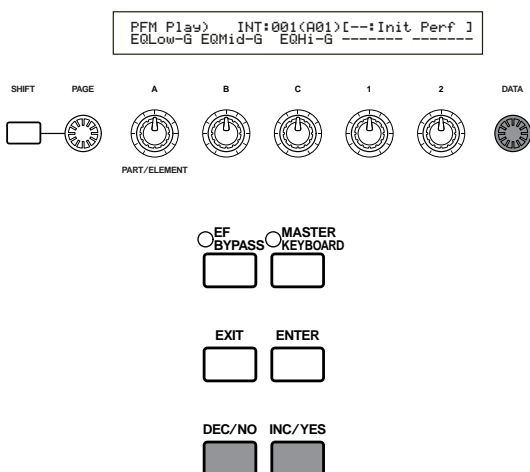 PFM Play) INT:001(A01)[--:Init Perf ]
EQLow-G EQMid-G EQHi-G ------- -------
SHIFT PAGE A B C 1 2 DATA
PART/ELEMENT
EF BYPASS MASTER KEYBOARD
EXIT ENTER
DEC/NO INC/YES